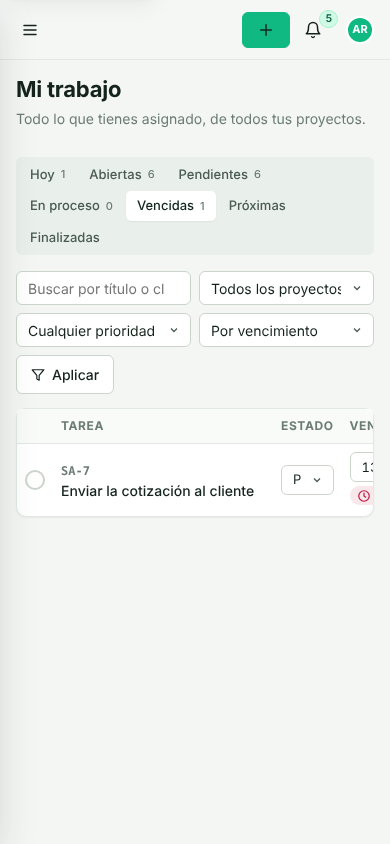 5
AR
Mi trabajo
Todo lo que tienes asignado, de todos tus proyectos.
Hoy 1 Abiertas 6 Pendientes 6
En proceso 0 Vencidas 1 Próximas
Finalizadas
Buscar por título o cl Todos los proyectos
Cualquier prioridad Por vencimiento
Aplicar
TAREA ESTADO VEN
SA-7
Enviar la cotización al cliente P